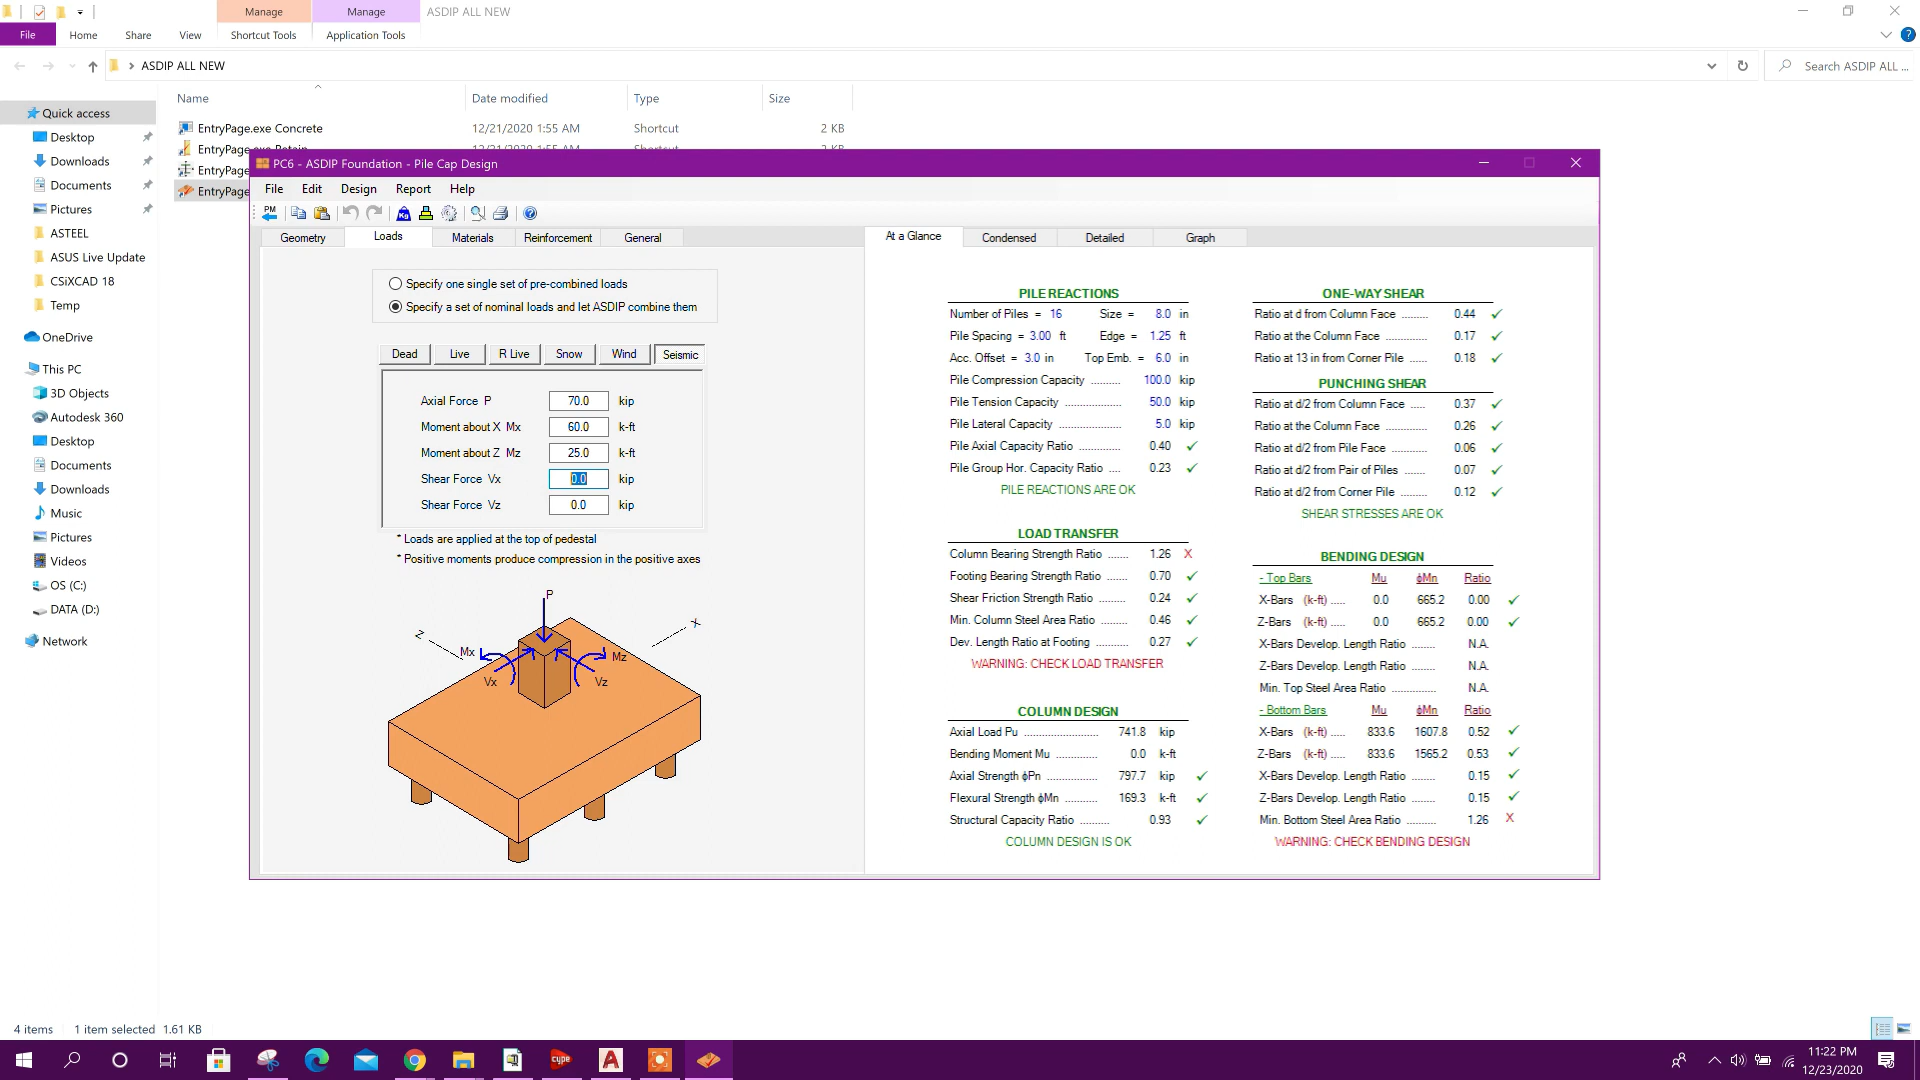 Manage
Manage
ASDIP ALL NEW
File
Home
Share
View
Shortcut Tools
Application Tools
ASDIP ALL NEW
Search ASDIP ALL ...
Name
Date modified
Type
Size
Quick access
Desktop
Downloads
Documents
Pictures
ASTEEL
ASUS Live Update
CSiXCAD 18
Temp
OneDrive
This PC
3D Objects
Autodesk 360
Desktop
Documents
Downloads
Music
Pictures
Videos
OS (C:)
DATA (D:)
Network
EntryPage.exe Concrete
12/21/2020 1:55 AM
Shortcut
2 KB
EntryPage.exe Retain
12/21/2020 1:55 AM
Shortcut
2 KB
EntryPage
EntryPage
PC6 - ASDIP Foundation - Pile Cap Design
File
Edit
Design
Report
Help
PM
Kg
Geometry
Loads
Materials
Reinforcement
General
Specify one single set of pre-combined loads
Specify a set of nominal loads and let ASDIP combine them
Dead
Live
R Live
Snow
Wind
Seismic
Axial Force P 70.0 kip
Moment about X Mx 60.0 k-ft
Moment about Z Mz 25.0 k-ft
Shear Force Vx 0.0 kip
Shear Force Vz 0.0 kip
* Loads are applied at the top of pedestal
* Positive moments produce compression in the positive axes
P
Z
X
Mx
Mz
Vx
Vz
At a Glance
Condensed
Detailed
Graph
PILE REACTIONS
Number of Piles = 16 Size = 8.0 in
Pile Spacing = 3.00 ft Edge = 1.25 ft
Acc. Offset = 3.0 in Top Emb. = 6.0 in
Pile Compression Capacity .......... 100.0 kip
Pile Tension Capacity ................... 50.0 kip
Pile Lateral Capacity .................... 5.0 kip
Pile Axial Capacity Ratio .............. 0.40 ✓
Pile Group Hor. Capacity Ratio .... 0.23 ✓
PILE REACTIONS ARE OK
LOAD TRANSFER
Column Bearing Strength Ratio ....... 1.26 X
Footing Bearing Strength Ratio ....... 0.70 ✓
Shear Friction Strength Ratio ......... 0.24 ✓
Min. Column Steel Area Ratio ........ 0.46 ✓
Dev. Length Ratio at Footing .......... 0.27 ✓
WARNING: CHECK LOAD TRANSFER
COLUMN DESIGN
Axial Load Pu ......................... 741.8 kip
Bending Moment Mu ............. 0.0 k-ft
Axial Strength ϕPn ................. 797.7 kip ✓
Flexural Strength ϕMn ........... 169.3 k-ft ✓
Structural Capacity Ratio ........ 0.93 ✓
COLUMN DESIGN IS OK
ONE-WAY SHEAR
Ratio at d from Column Face ......... 0.44 ✓
Ratio at the Column Face .............. 0.17 ✓
Ratio at 13 in from Corner Pile ...... 0.18 ✓
PUNCHING SHEAR
Ratio at d/2 from Column Face ..... 0.37 ✓
Ratio at the Column Face .............. 0.26 ✓
Ratio at d/2 from Pile Face ........... 0.06 ✓
Ratio at d/2 from Pair of Piles ....... 0.07 ✓
Ratio at d/2 from Corner Pile ......... 0.12 ✓
SHEAR STRESSES ARE OK
BENDING DESIGN
- Top Bars Mu ϕMn Ratio
X-Bars (k-ft) ..... 0.0 665.2 0.00 ✓
Z-Bars (k-ft) ..... 0.0 665.2 0.00 ✓
X-Bars Develop. Length Ratio ........ N.A.
Z-Bars Develop. Length Ratio ........ N.A.
Min. Top Steel Area Ratio ............... N.A.
- Bottom Bars Mu ϕMn Ratio
X-Bars (k-ft) ..... 833.6 1607.8 0.52 ✓
Z-Bars (k-ft) ..... 833.6 1565.2 0.53 ✓
X-Bars Develop. Length Ratio ........ 0.15 ✓
Z-Bars Develop. Length Ratio ........ 0.15 ✓
Min. Bottom Steel Area Ratio .......... 1.26 X
WARNING: CHECK BENDING DESIGN
4 items
1 item selected 1.61 KB
cype
11:22 PM
12/23/2020